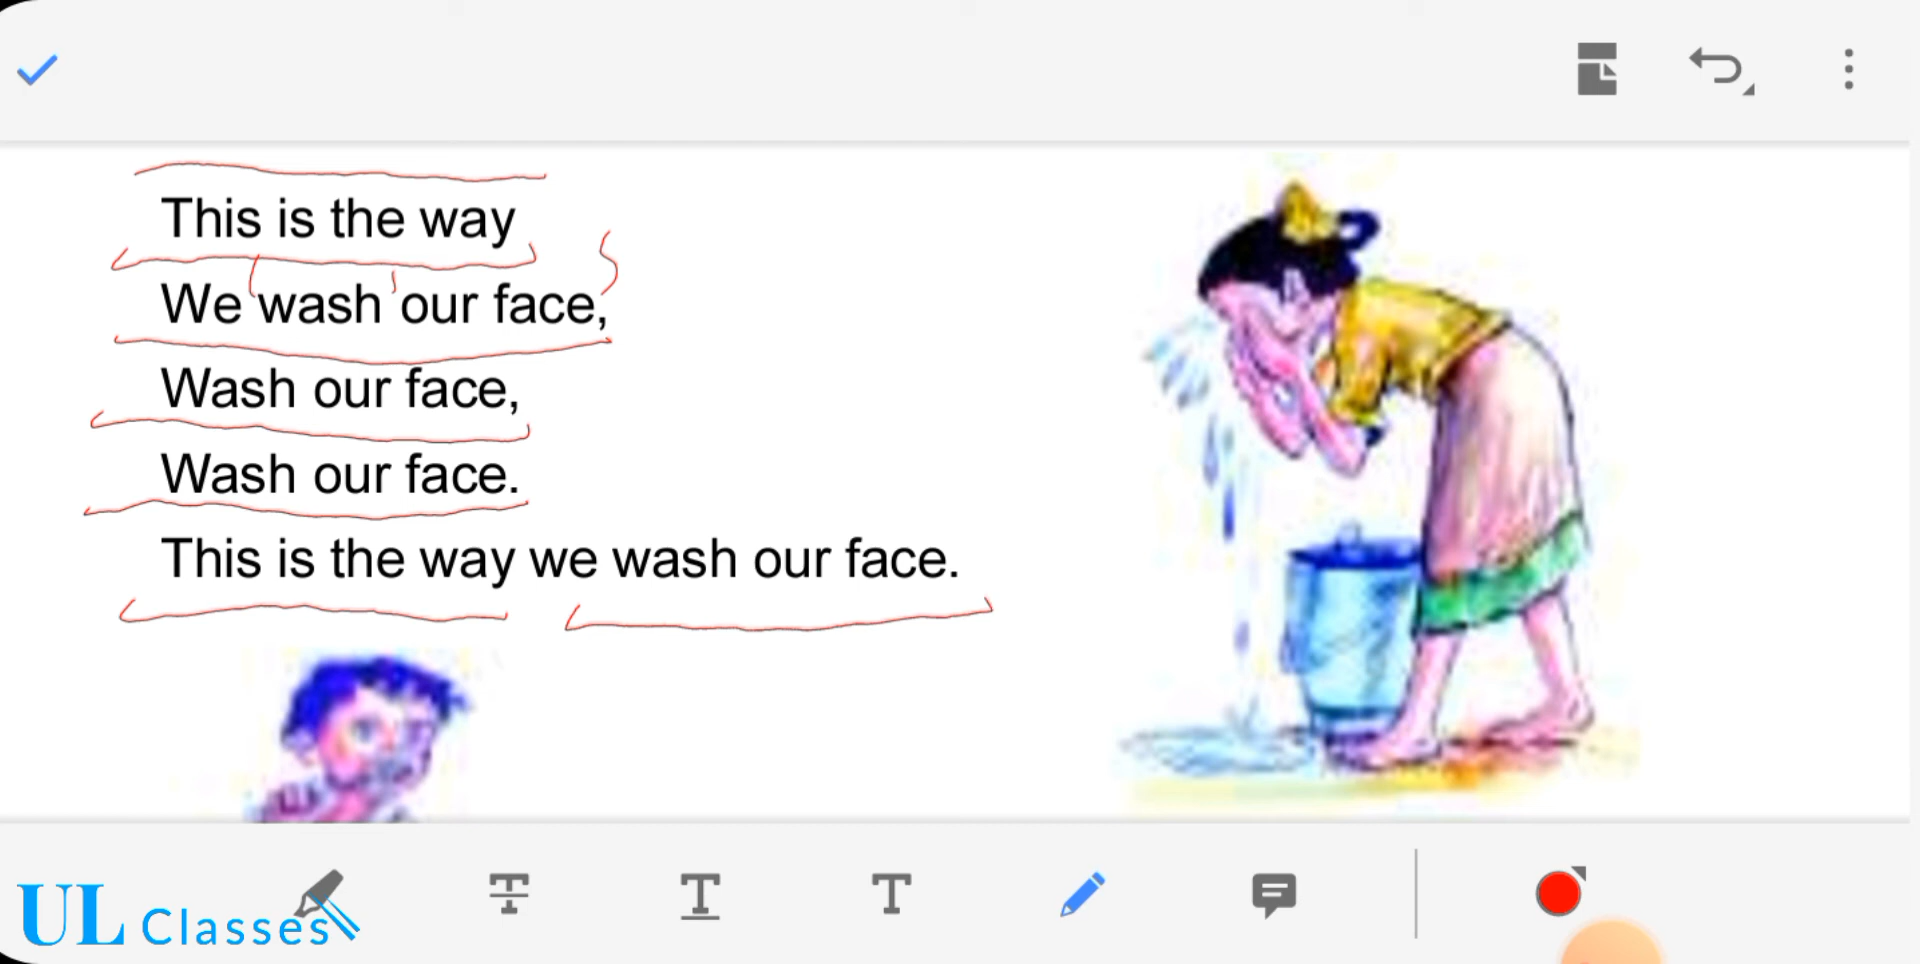 This is the way
We wash our face,
Wash our face,
Wash our face.
This is the way we wash our face.
UL Classes